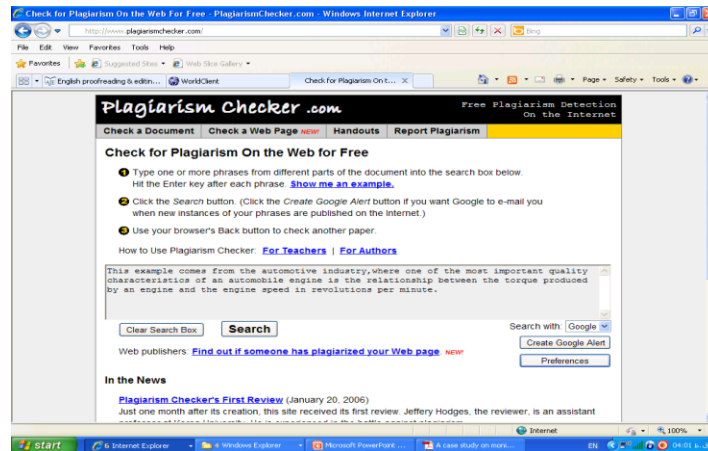 Check for Plagiarism On the Web For Free - PlagiarismChecker.com - Windows Internet Explorer
http://www.plagiarismchecker.com/
Bing
File Edit View Favorites Tools Help
Favorites Suggested Sites Web Slice Gallery
English proofreading & editin... WorldClient Check for Plagiarism On t... X Page Safety Tools
Plagiarism Checker .com
Free Plagiarism Detection
On the Internet
Check a Document Check a Web Page NEW! Handouts Report Plagiarism
Check for Plagiarism On the Web for Free
1 Type one or more phrases from different parts of the document into the search box below.
Hit the Enter key after each phrase. Show me an example.
2 Click the Search button. (Click the Create Google Alert button if you want Google to e-mail you
when new instances of your phrases are published on the Internet.)
3 Use your browser's Back button to check another paper.
How to Use Plagiarism Checker: For Teachers | For Authors
This example comes from the automotive industry,where one of the most important quality
characteristics of an automobile engine is the relationship between the torque produced
by an engine and the engine speed in revolutions per minute.
Clear Search Box Search Search with: Google
Create Google Alert
Web publishers: Find out if someone has plagiarized your Web page NEW!
Preferences
In the News
Plagiarism Checker's First Review (January 20, 2006)
Just one month after its creation, this site received its first review. Jeffery Hodges, the reviewer, is an assistant
Internet 100%
start 6 Internet Explorer 4 Windows Explorer Microsoft PowerPoint ... A case study on moni... EN 04:01